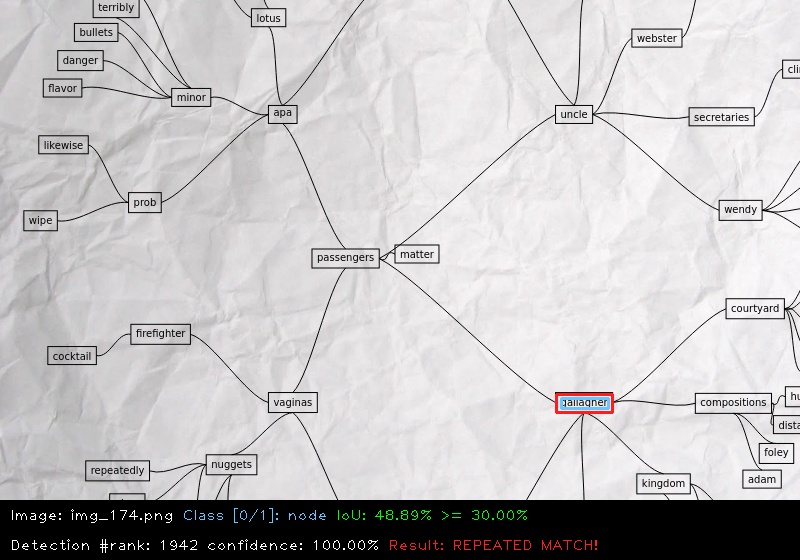 terribly
lotus
bullets
webster
danger
cli
flavor
minor
apa
uncle
secretaries
likewise
prob
wendy
wipe
passengers
matter
courtyard
firefighter
cocktail
vaginas
gallagher
compositions
hu
dista
foley
repeatedly
nuggets
adam
kingdom
Image: img_174.png Class [0/1]: node IoU: 48.89% >= 30.00%
Detection #rank: 1942 confidence: 100.00% Result: REPEATED MATCH!